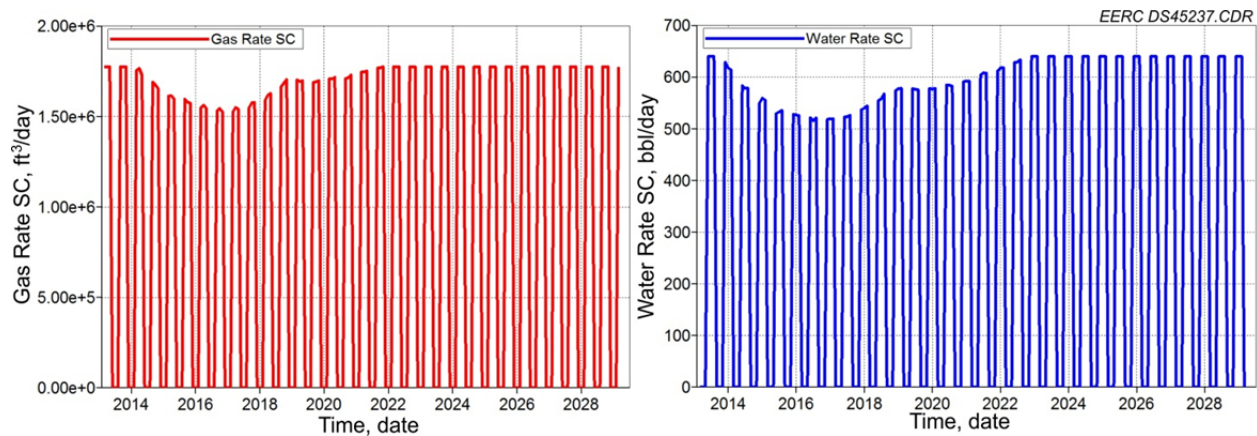 EERC DS45237.CDR
Gas Rate SC
Gas Rate SC, ft³/day
2.00e+6
1.50e+6
1.00e+6
5.00e+5
0.00e+0
2014 2016 2018 2020 2022 2024 2026 2028
Time, date
Water Rate SC
Water Rate SC, bbl/day
700
600
500
400
300
200
100
0
2014 2016 2018 2020 2022 2024 2026 2028
Time, date